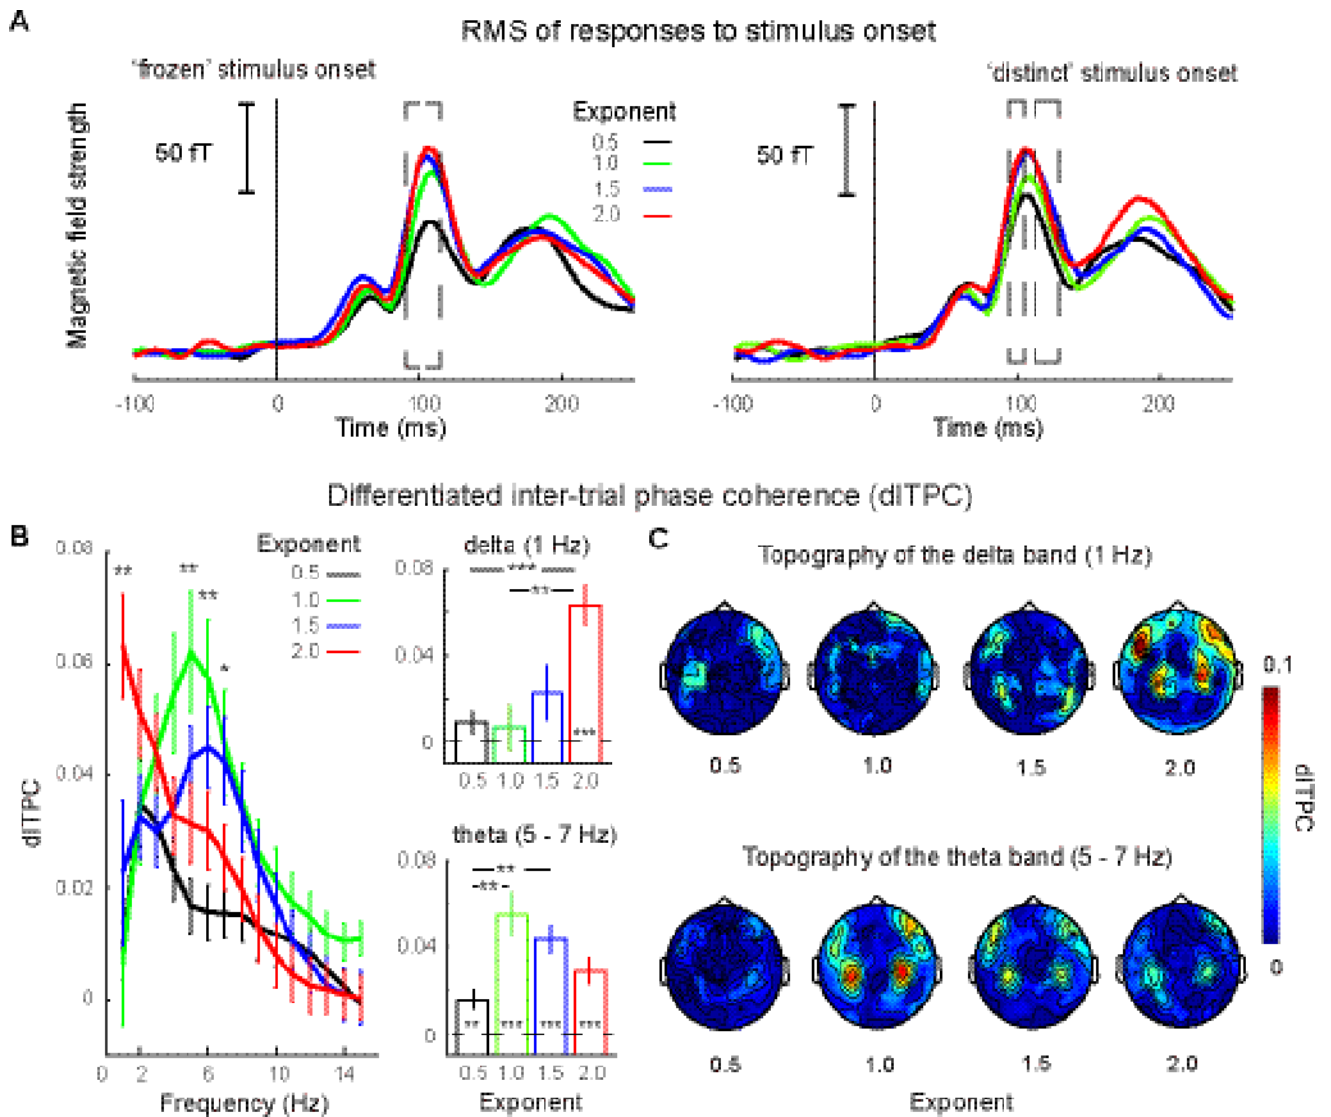 A
RMS of responses to stimulus onset
'frozen' stimulus onset
'distinct' stimulus onset
Magnetic field strength
50 fT
Exponent
0.5
1.0
1.5
2.0
50 fT
-100 0 100 200
Time (ms)
-100 0 100 200
Time (ms)
Differentiated inter-trial phase coherence (dITPC)
B
Exponent
0.5
1.0
1.5
2.0
0.08
0.06
0.04
0.02
0
dITPC
** ** ** *
0 2 6 10 14
Frequency (Hz)
delta (1 Hz)
0.08
0.04
0
***
**
***
0.5 1.0 1.5 2.0
theta (5 - 7 Hz)
0.08
0.04
0
**
**
** *** *** ***
0.5 1.0 1.5 2.0
Exponent
C
Topography of the delta band (1 Hz)
0.5 1.0 1.5 2.0
Topography of the theta band (5 - 7 Hz)
0.5 1.0 1.5 2.0
Exponent
0.1
dITPC
0